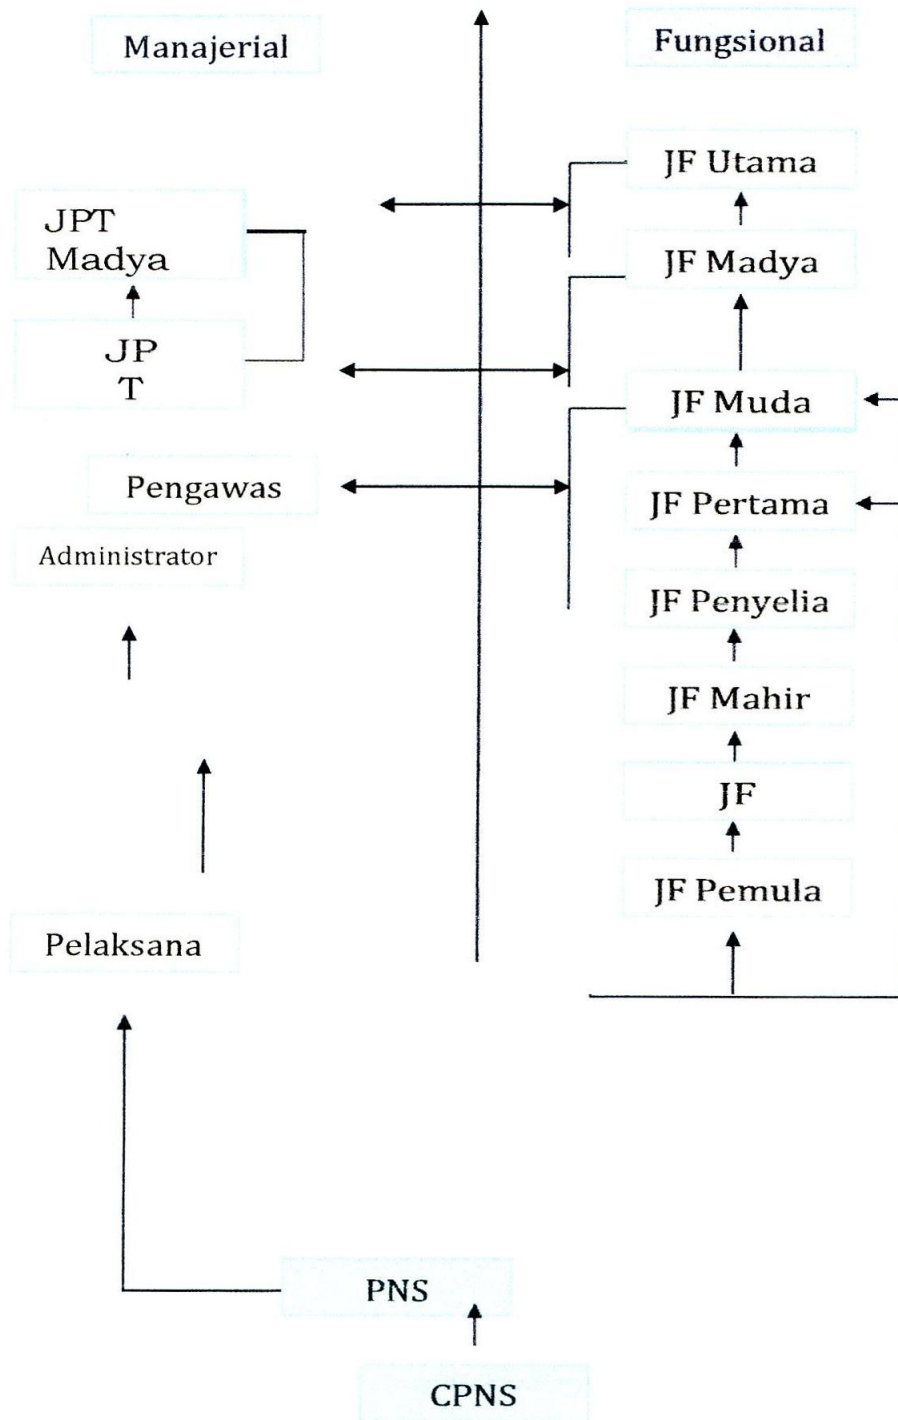 Manajerial
Fungsional
JF Utama
JPT
Madya
JF Madya
JP
T
JF Muda
Pengawas
JF Pertama
Administrator
JF Penyelia
JF Mahir
JF
JF Pemula
Pelaksana
PNS
CPNS